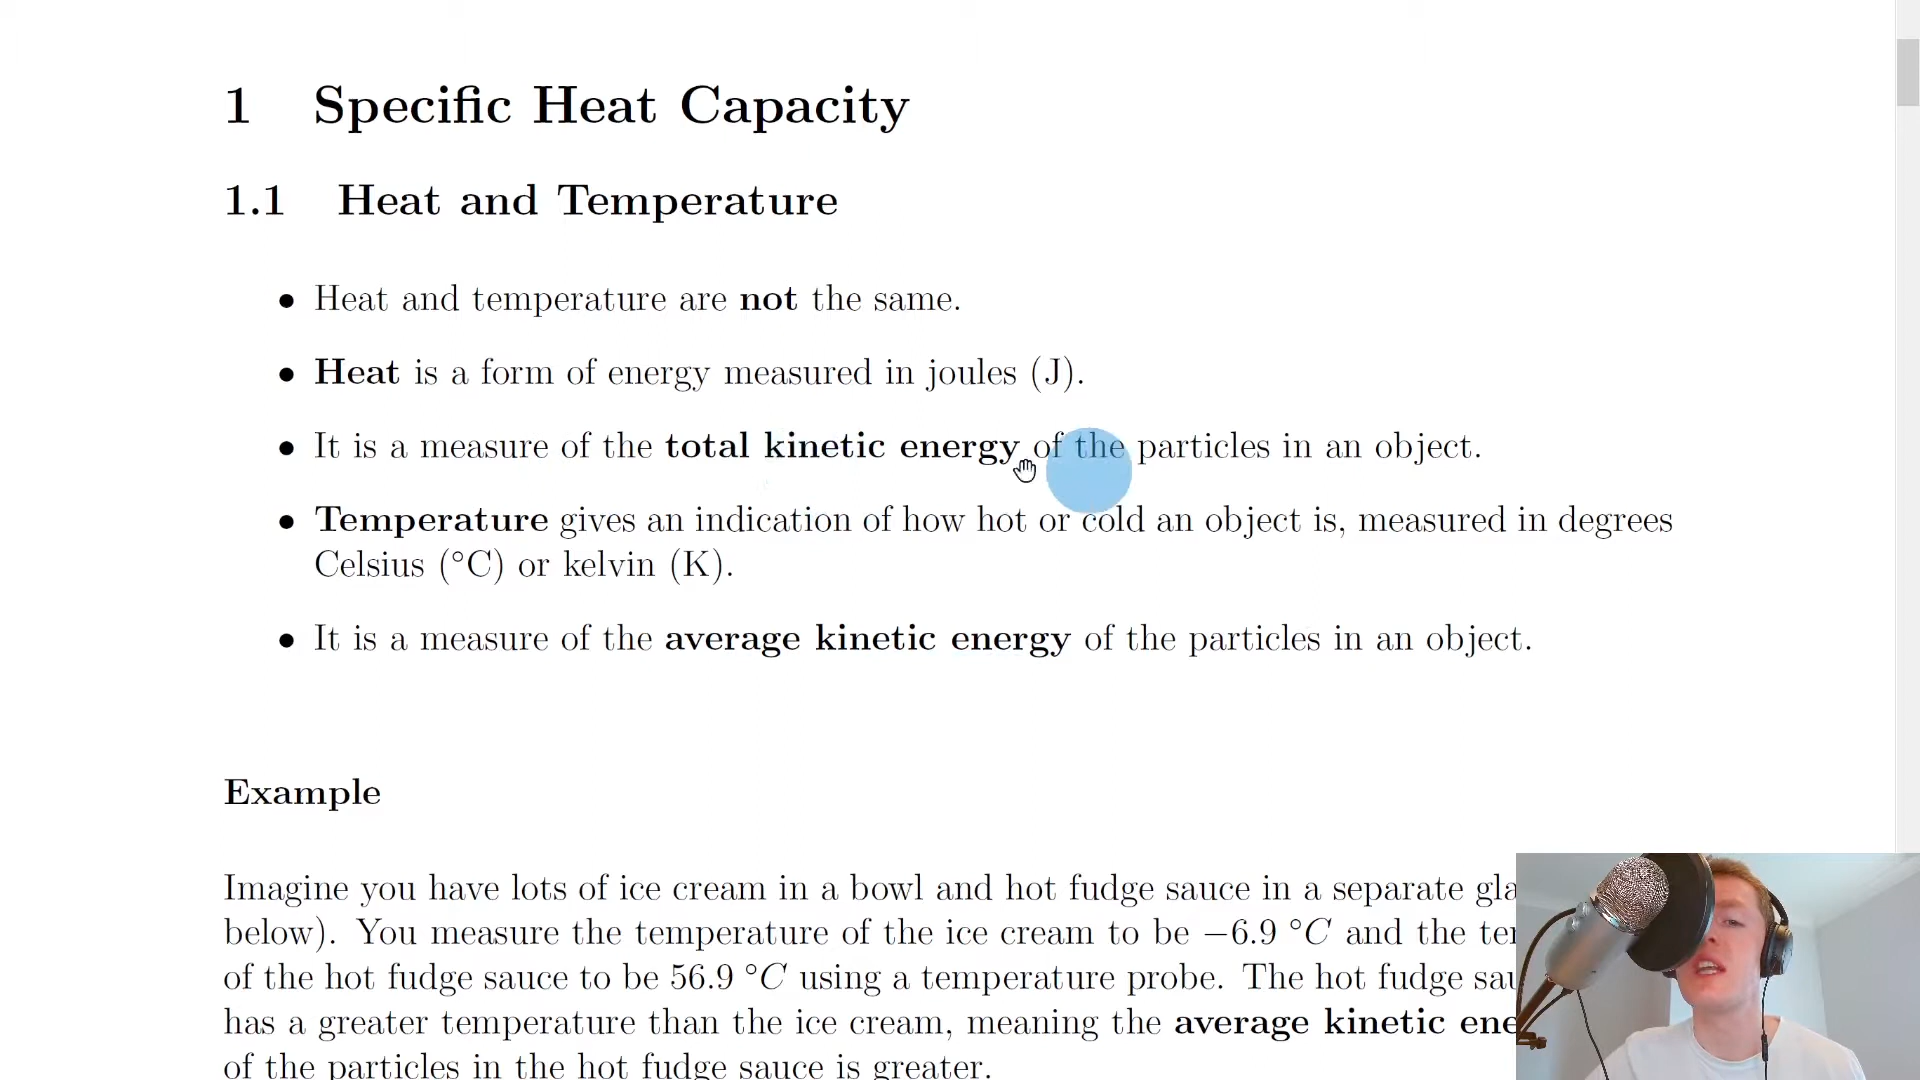 1 Specific Heat Capacity
1.1 Heat and Temperature
• Heat and temperature are not the same.
• Heat is a form of energy measured in joules (J).
• It is a measure of the total kinetic energy of the particles in an object.
• Temperature gives an indication of how hot or cold an object is, measured in degrees
Celsius (°C) or kelvin (K).
• It is a measure of the average kinetic energy of the particles in an object.
Example
Imagine you have lots of ice cream in a bowl and hot fudge sauce in a separate
below). You measure the temperature of the ice cream to be −6.9 °C and the
of the hot fudge sauce to be 56.9 °C using a temperature probe. The hot fudge
has a greater temperature than the ice cream, meaning the average kinetic
of the particles in the hot fudge sauce is greater.